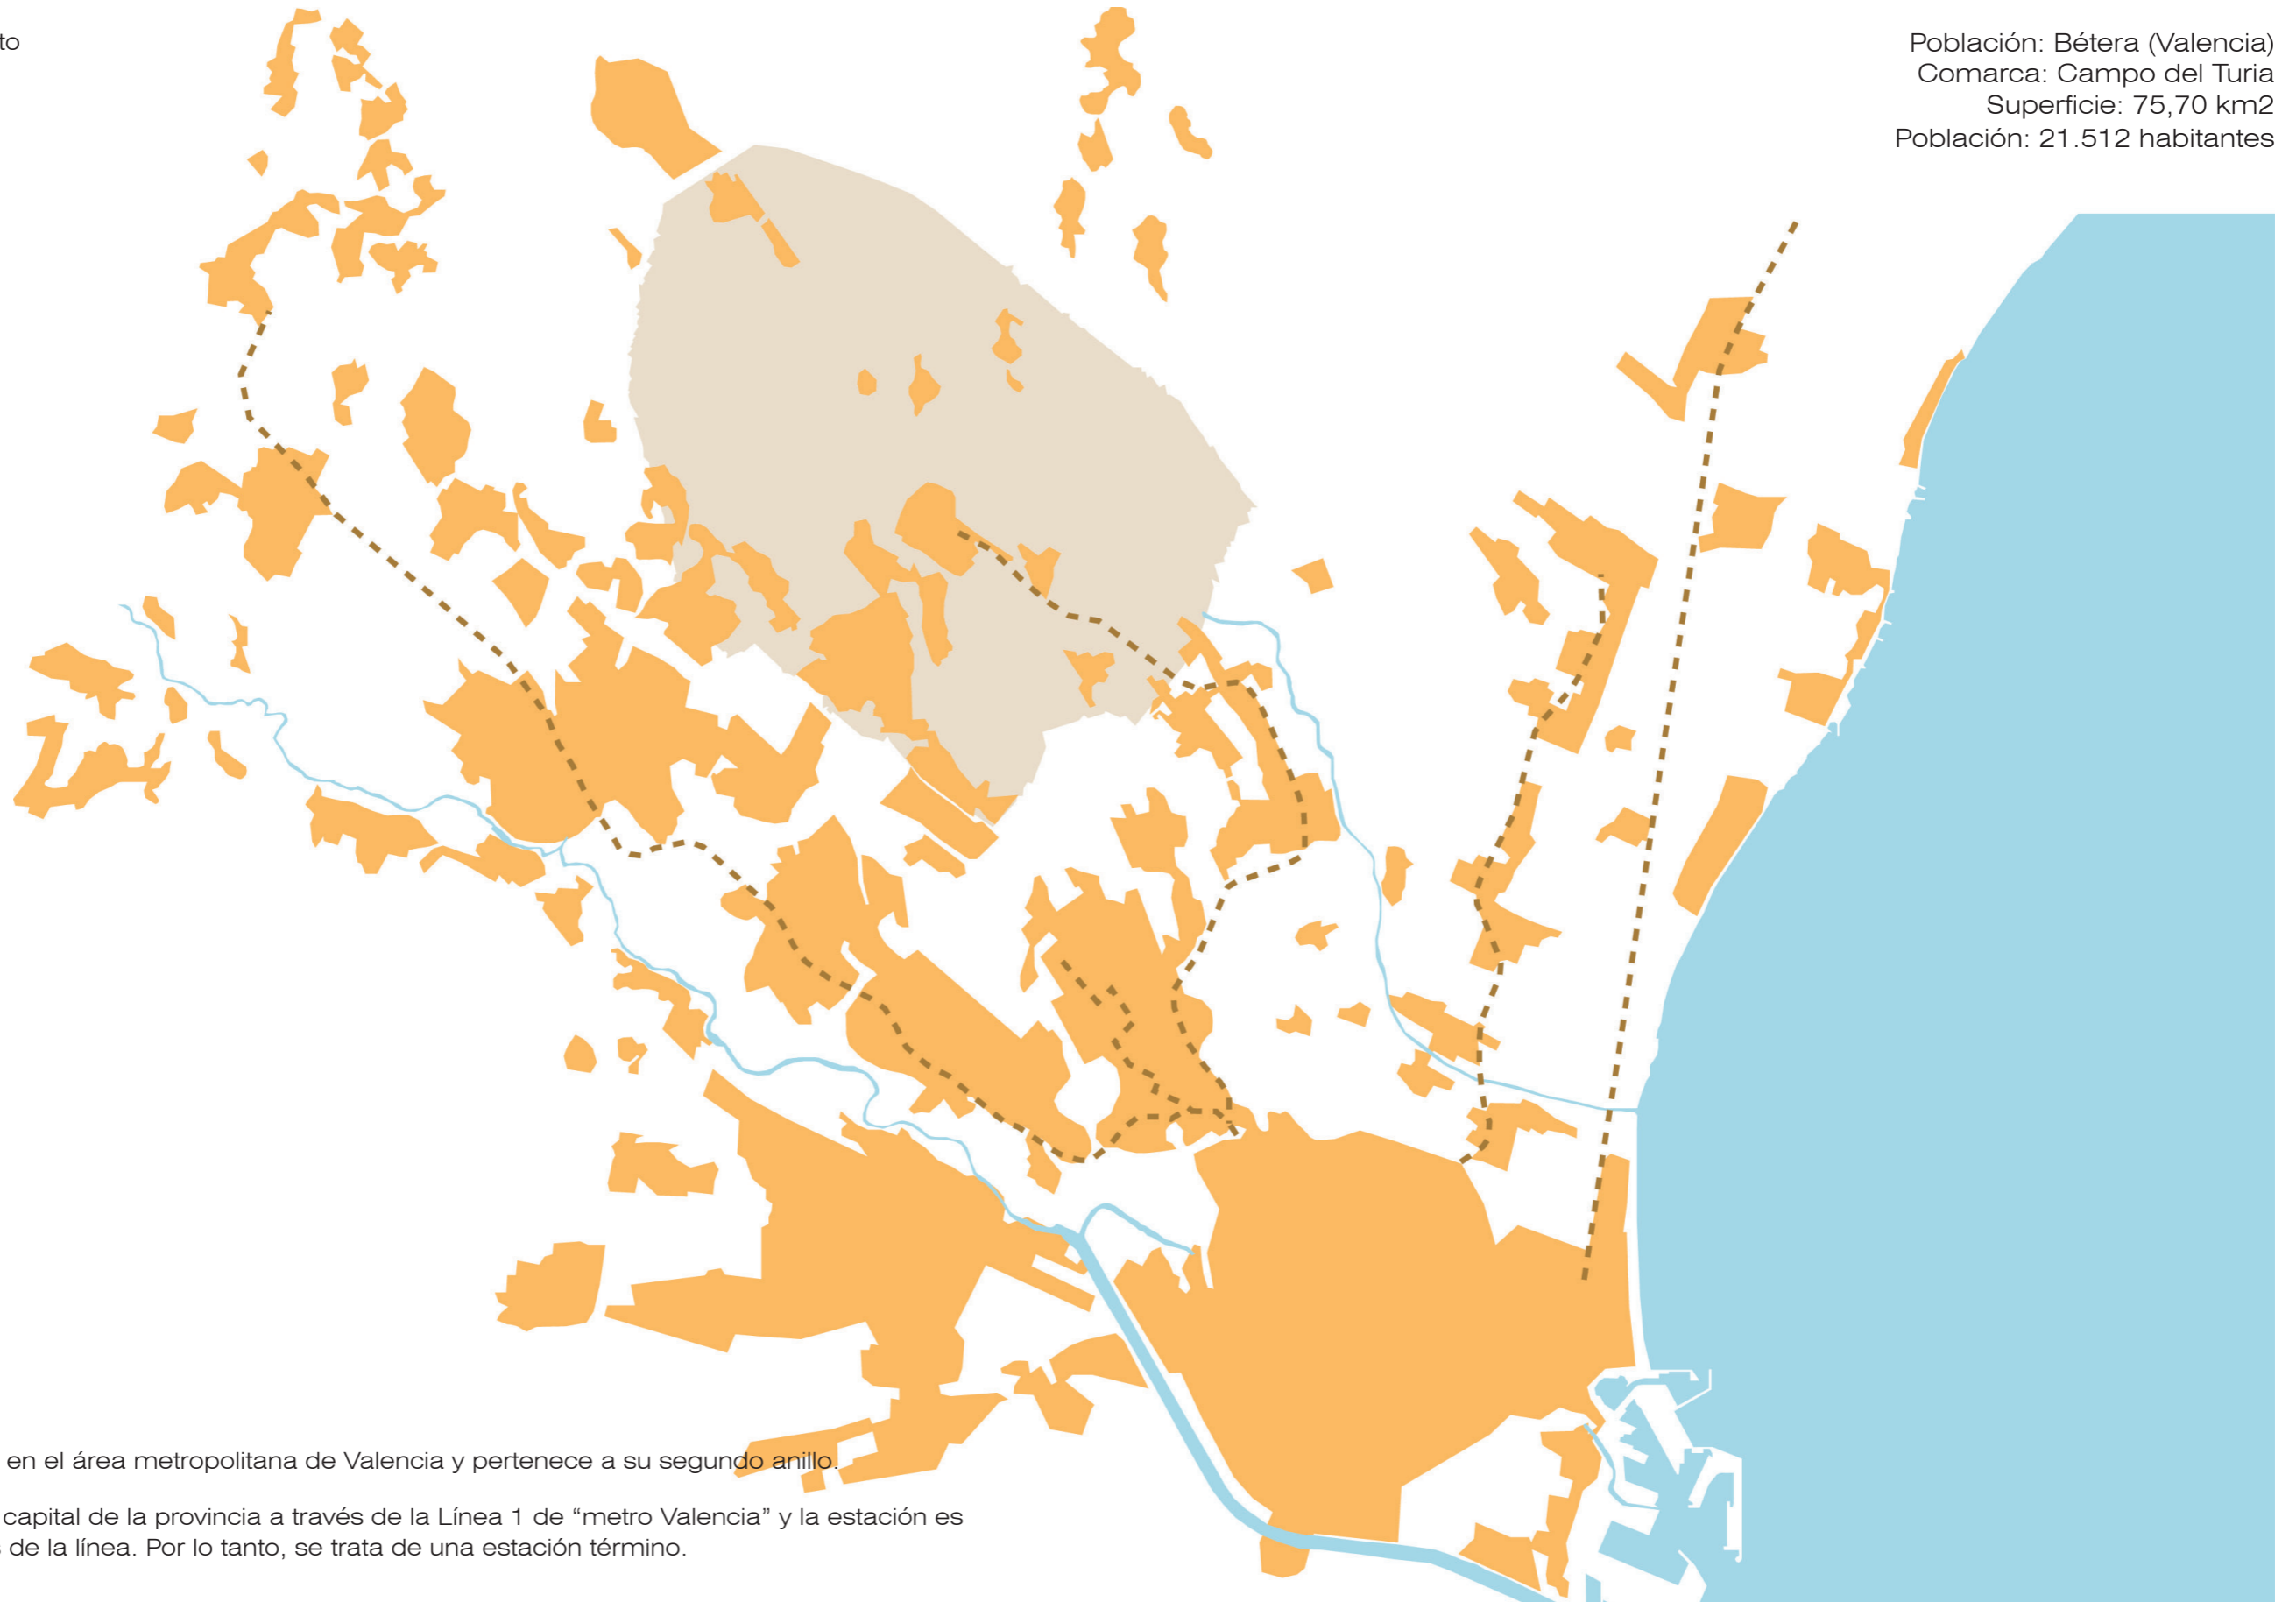 to
Población: Bétera (Valencia)
Comarca: Campo del Turia
Superficie: 75,70 km2
Población: 21.512 habitantes
en el área metropolitana de Valencia y pertenece a su segundo anillo.
capital de la provincia a través de la Línea 1 de “metro Valencia” y la estación es
de la línea. Por lo tanto, se trata de una estación término.